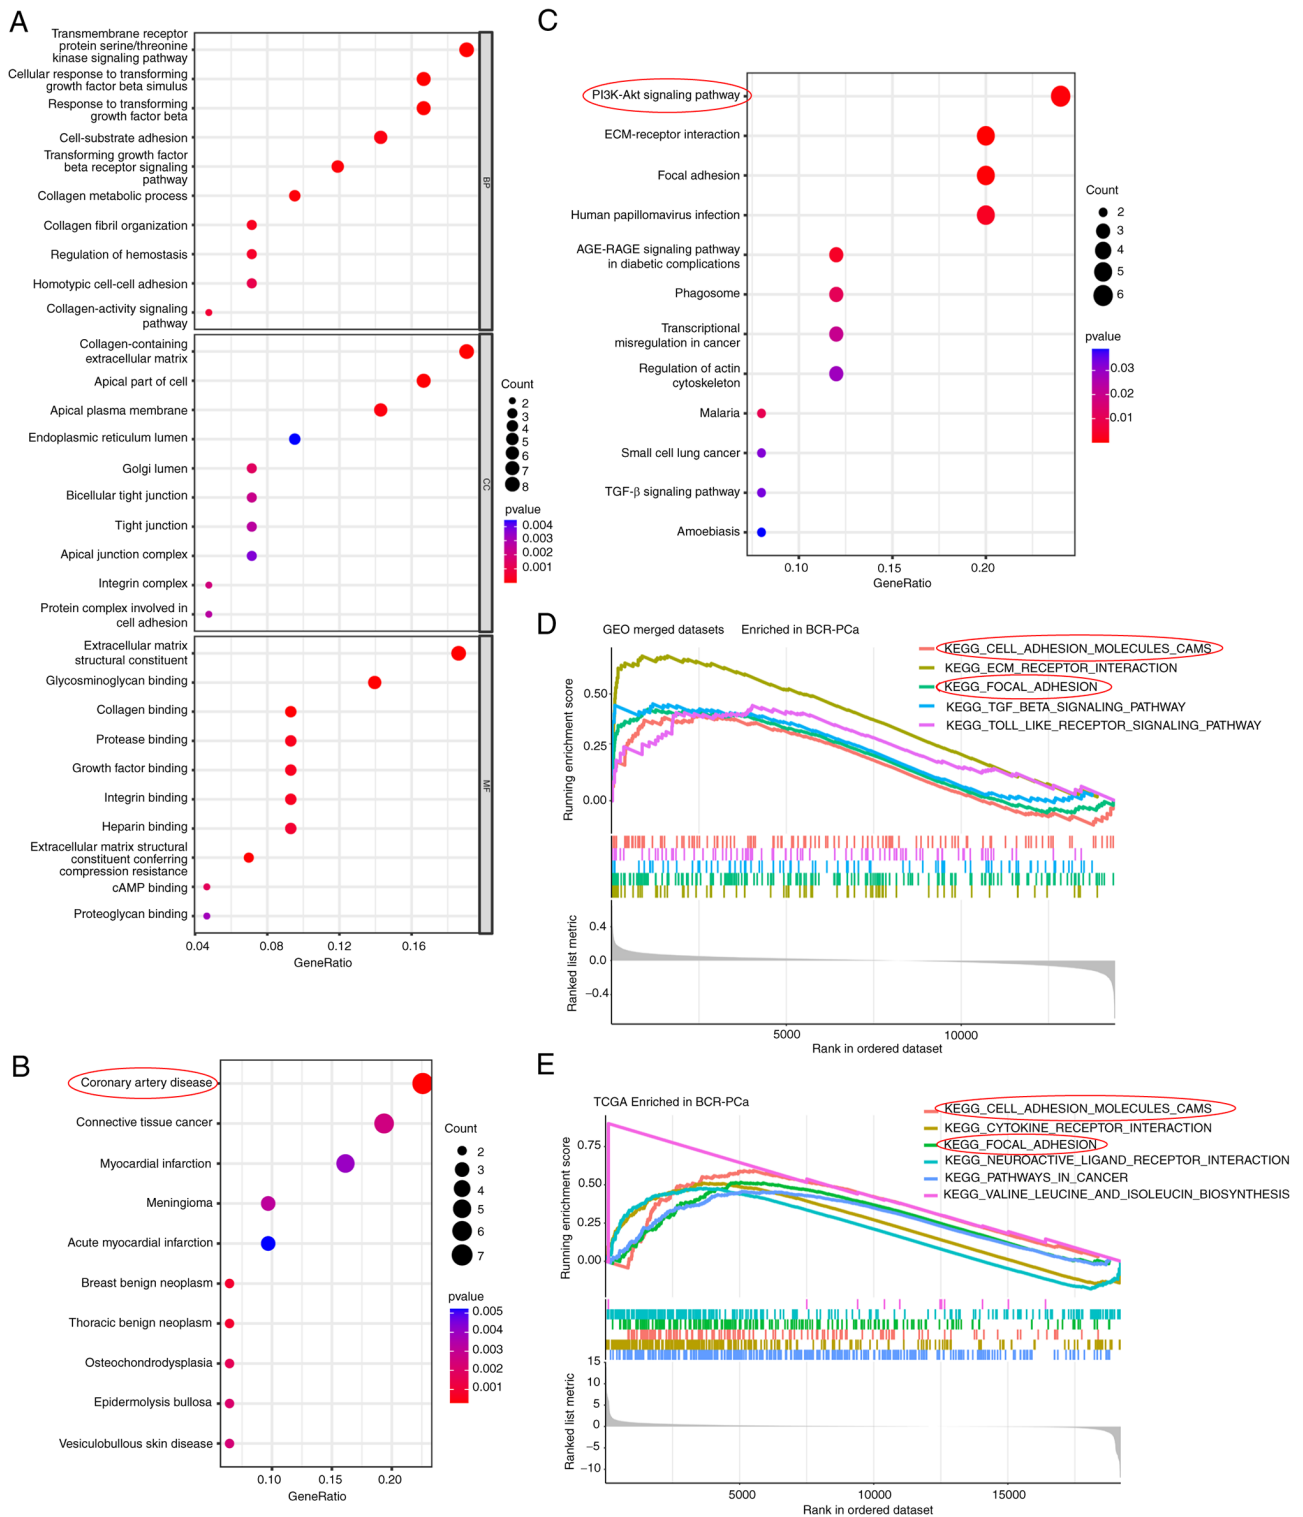 A
Transmembrane receptor
protein serine/threonine
kinase signaling pathway
Cellular response to transforming
growth factor beta simulus
Response to transforming
growth factor beta
Cell-substrate adhesion
Transforming growth factor
beta receptor signaling
pathway
Collagen metabolic process
Collagen fibril organization
Regulation of hemostasis
Homotypic cell-cell adhesion
Collagen-activity signaling
pathway
BP
Collagen-containing
extracellular matrix
Apical part of cell
Apical plasma membrane
Endoplasmic reticulum lumen
Golgi lumen
Bicellular tight junction
Tight junction
Apical junction complex
Integrin complex
Protein complex involved in
cell adhesion
CC
Extracellular matrix
structural constituent
Glycosminoglycan binding
Collagen binding
Protease binding
Growth factor binding
Integrin binding
Heparin binding
Extracellular matrix structural
constituent conferring
compression resistance
cAMP binding
Proteoglycan binding
MF
0.04 0.08 0.12 0.16
GeneRatio
Count
2
3
4
5
6
7
8
pvalue
0.004
0.003
0.002
0.001
B
Coronary artery disease
Connective tissue cancer
Myocardial infarction
Meningioma
Acute myocardial infarction
Breast benign neoplasm
Thoracic benign neoplasm
Osteochondrodysplasia
Epidermolysis bullosa
Vesiculobullous skin disease
0.10 0.15 0.20
GeneRatio
Count
2
3
4
5
6
7
pvalue
0.005
0.004
0.003
0.002
0.001
C
PI3K-Akt signaling pathway
ECM-receptor interaction
Focal adhesion
Human papillomavirus infection
AGE-RAGE signaling pathway
in diabetic complications
Phagosome
Transcriptional
misregulation in cancer
Regulation of actin
cytoskeleton
Malaria
Small cell lung cancer
TGF-β signaling pathway
Amoebiasis
0.10 0.15 0.20
GeneRatio
Count
2
3
4
5
6
pvalue
0.03
0.02
0.01
D
GEO merged datasets Enriched in BCR-PCa
KEGG_CELL_ADHESION_MOLECULES_CAMS
KEGG_ECM_RECEPTOR_INTERACTION
KEGG_FOCAL_ADHESION
KEGG_TGF_BETA_SIGNALING_PATHWAY
KEGG_TOLL_LIKE_RECEPTOR_SIGNALING_PATHWAY
Running enrichment score
0.50
0.25
0.00
Ranked list metric
0.4
0.0
−0.4
5000 10000
Rank in ordered dataset
E
TCGA Enriched in BCR-PCa
KEGG_CELL_ADHESION_MOLECULES_CAMS
KEGG_CYTOKINE_RECEPTOR_INTERACTION
KEGG_FOCAL_ADHESION
KEGG_NEUROACTIVE_LIGAND_RECEPTOR_INTERACTION
KEGG_PATHWAYS_IN_CANCER
KEGG_VALINE_LEUCINE_AND_ISOLEUCIN_BIOSYNTHESIS
Running enrichment score
0.75
0.50
0.25
0.00
Ranked list metric
15
10
5
0
−5
−10
5000 10000 15000
Rank in ordered dataset